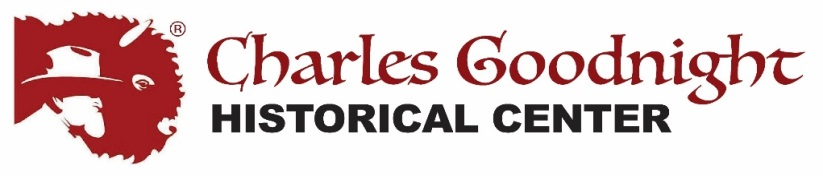 ® Charles Goodnight
HISTORICAL CENTER